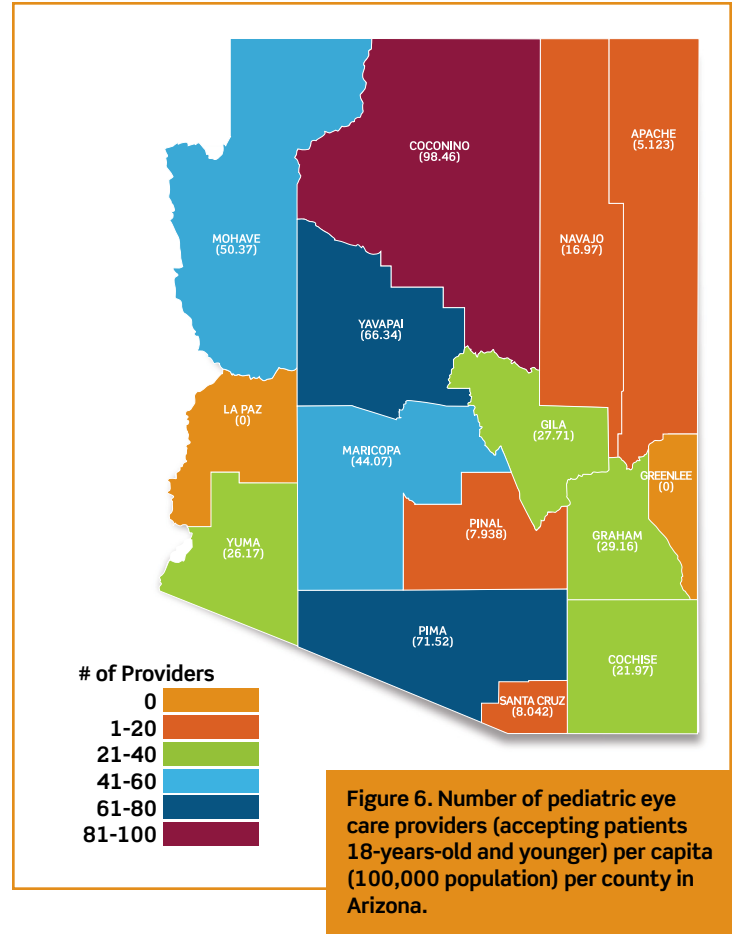 COCONINO
(98.46)
APACHE
(5.123)
MOHAVE
(50.37)
NAVAJO
(16.97)
YAVAPAI
(66.34)
LA PAZ
(0)
GILA
(27.71)
MARICOPA
(44.07)
GREENLEE
(0)
PINAL
(7.938)
GRAHAM
(29.16)
YUMA
(26.17)
PIMA
(71.52)
COCHISE
(21.97)
SANTA CRUZ
(8.042)
# of Providers
0
1-20
21-40
41-60
61-80
81-100
Figure 6. Number of pediatric eye
care providers (accepting patients
18-years-old and younger) per capita
(100,000 population) per county in
Arizona.